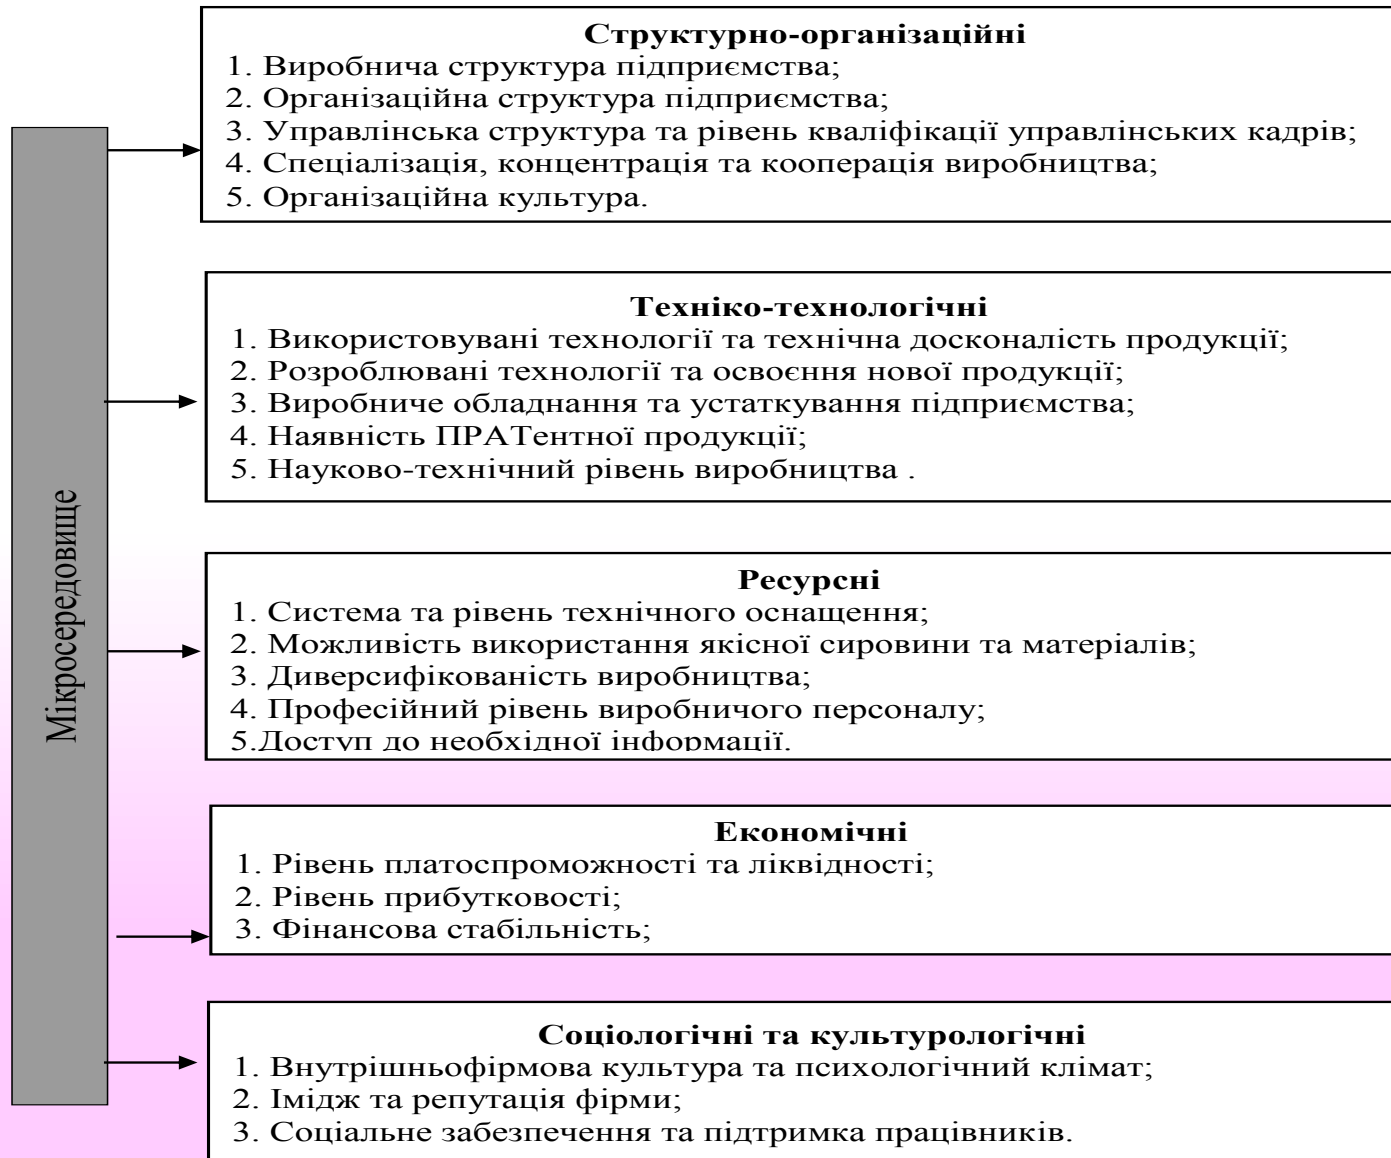 Мікросередовище
Структурно-організаційні
1. Виробнича структура підприємства;
2. Організаційна структура підприємства;
3. Управлінська структура та рівень кваліфікації управлінських кадрів;
4. Спеціалізація, концентрація та кооперація виробництва;
5. Організаційна культура.
Техніко-технологічні
1. Використовувані технології та технічна досконалість продукції;
2. Розроблювані технології та освоєння нової продукції;
3. Виробниче обладнання та устаткування підприємства;
4. Наявність ПРАТентної продукції;
5. Науково-технічний рівень виробництва .
Ресурсні
1. Система та рівень технічного оснащення;
2. Можливість використання якісної сировини та матеріалів;
3. Диверсифікованість виробництва;
4. Професійний рівень виробничого персоналу;
5.Доступ до необхідної інформації.
Економічні
1. Рівень платоспроможності та ліквідності;
2. Рівень прибутковості;
3. Фінансова стабільність;
Соціологічні та культурологічні
1. Внутрішньофірмова культура та психологічний клімат;
2. Імідж та репутація фірми;
3. Соціальне забезпечення та підтримка працівників.